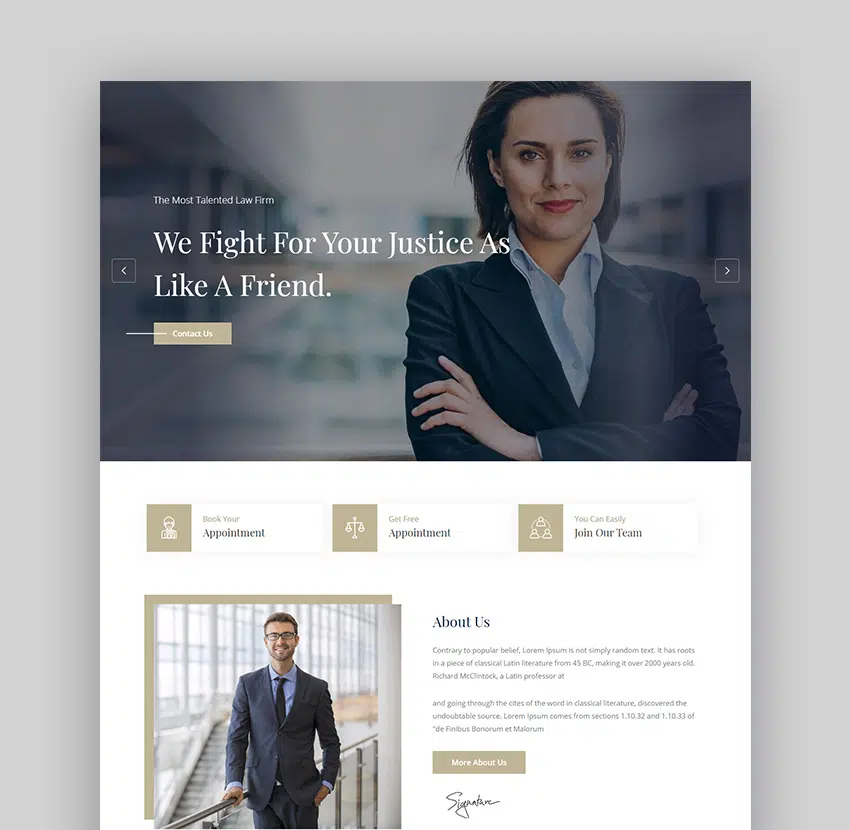 The Most Talented Law Firm
We Fight For Your Justice As
Like A Friend.
Contact Us
Book Your
Appointment
Get Free
Appointment
You Can Easily
Join Our Team
About Us
Contrary to popular belief, Lorem Ipsum is not simply random text. It has roots
in a piece of classical Latin literature from 45 BC, making it over 2000 years old.
Richard McClintock, a Latin professor at
and going through the cites of the word in classical literature, discovered the
undoubtable source. Lorem Ipsum comes from sections 1.10.32 and 1.10.33 of
"de Finibus Bonorum et Malorum
More About Us
Signature